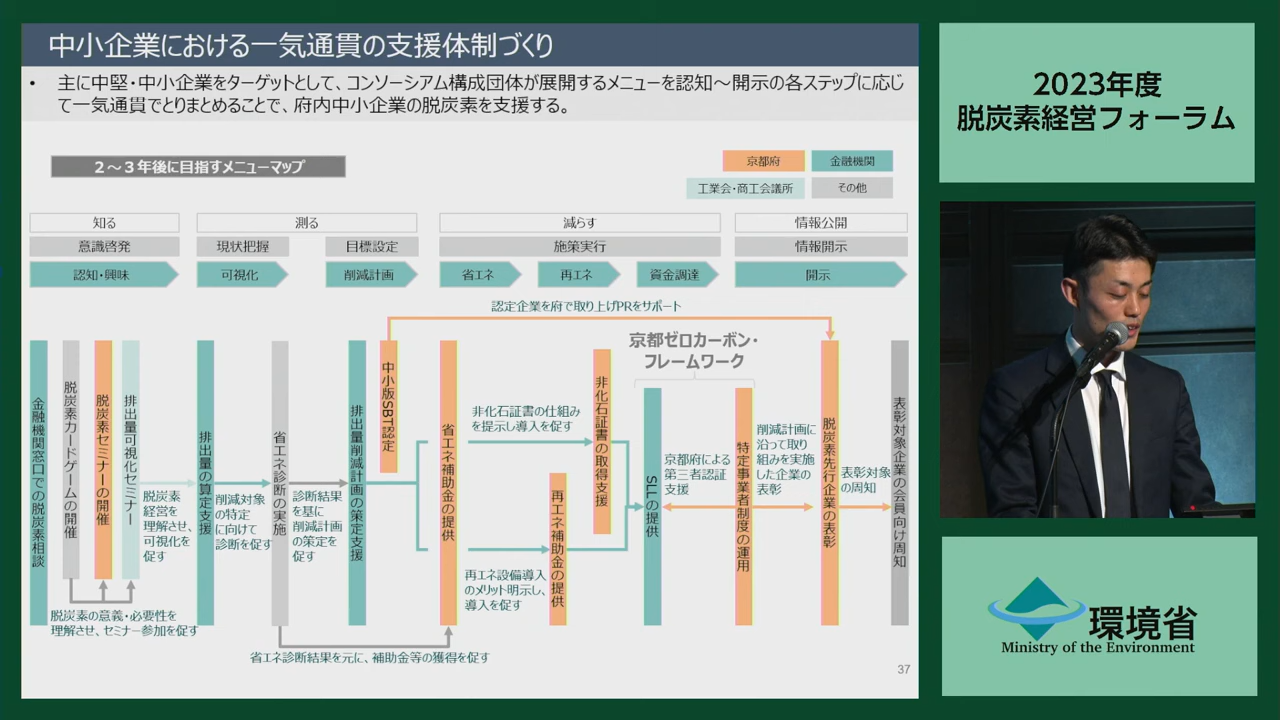 中小企業における一気通貫の支援体制づくり
• 主に中堅・中小企業をターゲットとして、コンソーシアム構成団体が展開するメニューを認知～開示の各ステップに応じ
て一気通貫でとりまとめることで、府内中小企業の脱炭素を支援する。
２～３年後に目指すメニューマップ
京都府
金融機関
工業会・商工会議所
その他
知る
測る
減らす
情報公開
意識啓発
現状把握
目標設定
施策実行
情報開示
認知・興味
可視化
削減計画
省エネ
再エネ
資金調達
開示
認定企業を府で取り上げPRをサポート
京都ゼロカーボン・
フレームワーク
金融機関窓口での脱炭素相談
脱炭素カードゲームの開催
脱炭素セミナーの開催
排出量可視化セミナー
脱炭素
経営を
理解させ、
可視化を
促す
排出量の算定支援
削減対象
の特定
に向けて
診断を促す
省エネ診断の実施
診断結果
を基に
削減計画
の策定を
促す
排出量削減計画の策定支援
中小版SBT認定
省エネ補助金の提供
非化石証書の仕組み
を提示し導入を促す
再エネ設備導入
のメリット明示し、
導入を促す
再エネ補助金の提供
非化石証書の取得支援
SLLの提供
京都府による
第三者認証
支援
特定事業者制度の運用
削減計画に
沿って取り
組みを実施
した企業の
表彰
脱炭素先行企業の表彰
表彰対象
の周知
表彰対象企業の会員向け周知
脱炭素の意義・必要性を
理解させ、セミナー参加を促す
省エネ診断結果を元に、補助金等の獲得を促す
37
2023年度
脱炭素経営フォーラム
環境省
Ministry of the Environment